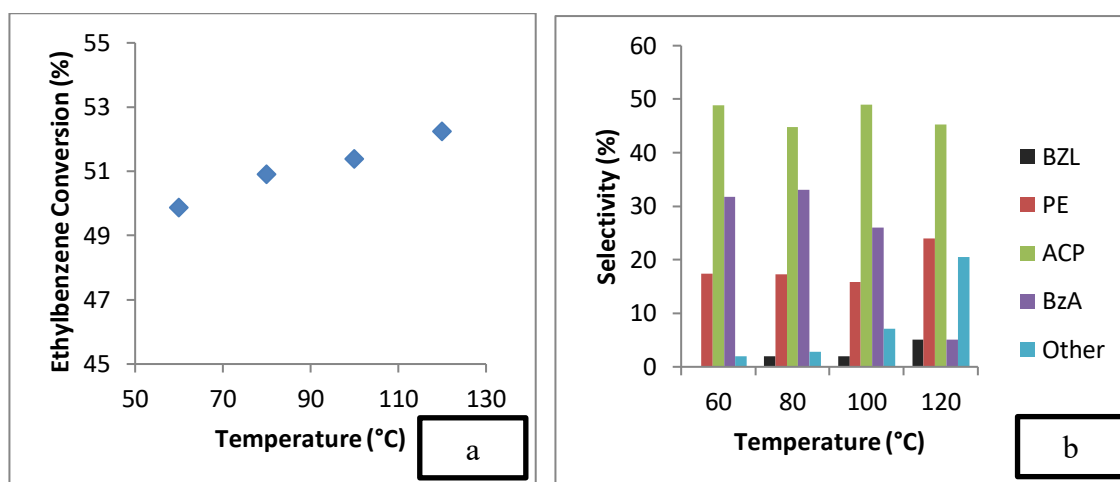 Ethylbenzene Conversion (%)
55
53
51
49
47
45
50 70 90 110 130
Temperature (°C)
a
Selectivity (%)
60
50
40
30
20
10
0
60 80 100 120
Temperature (°C)
BZL
PE
ACP
BzA
Other
b